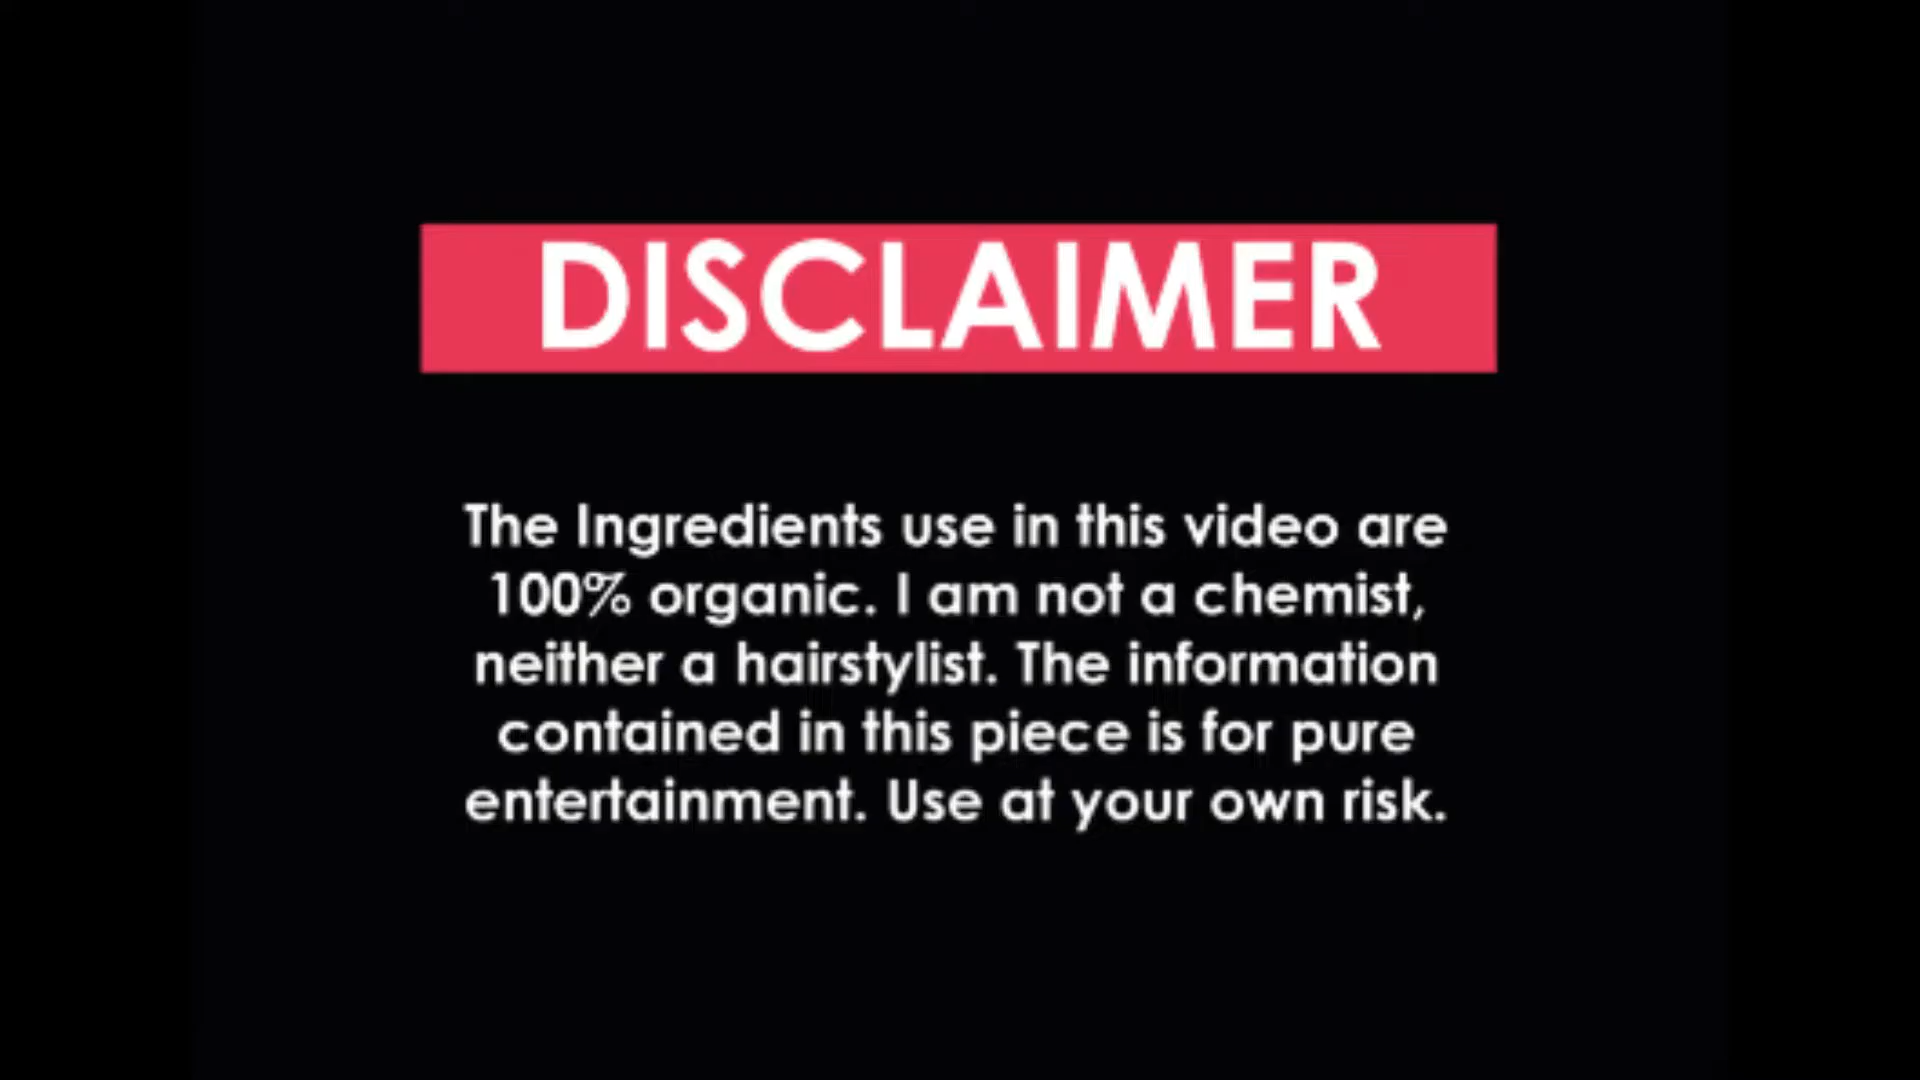 DISCLAIMER
The Ingredients use in this video are
100% organic. I am not a chemist,
neither a hairstylist. The information
contained in this piece is for pure
entertainment. Use at your own risk.